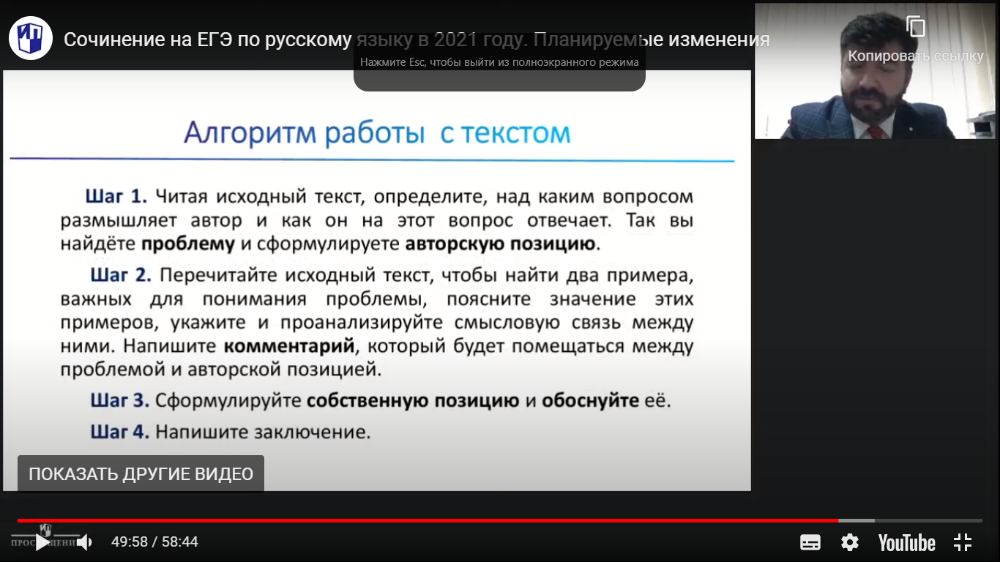 ИП
Сочинение на ЕГЭ по русскому языку в 2021 году. Планируемые изменения
Нажмите Esc, чтобы выйти из полноэкранного режима
Копировать ссылку
Алгоритм работы с текстом
Шаг 1. Читая исходный текст, определите, над каким вопросом
размышляет автор и как он на этот вопрос отвечает. Так вы
найдёте проблему и сформулируете авторскую позицию.
Шаг 2. Перечитайте исходный текст, чтобы найти два примера,
важных для понимания проблемы, поясните значение этих
примеров, укажите и проанализируйте смысловую связь между
ними. Напишите комментарий, который будет помещаться между
проблемой и авторской позицией.
Шаг 3. Сформулируйте собственную позицию и обоснуйте её.
Шаг 4. Напишите заключение.
ПОКАЗАТЬ ДРУГИЕ ВИДЕО
49:58 / 58:44
YouTube